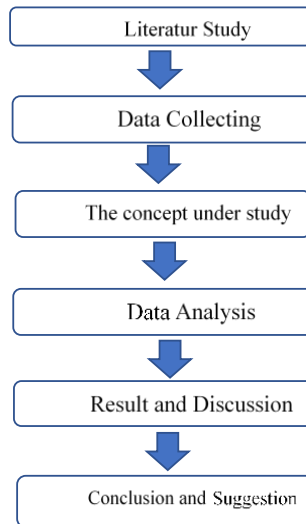 Literatur Study
Data Collecting
The concept under study
Data Analysis
Result and Discussion
Conclusion and Suggestion